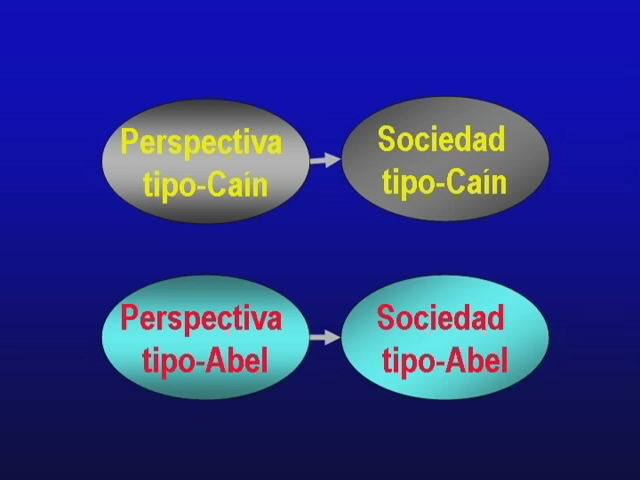 Perspectiva
tipo-Caín
Sociedad
tipo-Caín
Perspectiva
tipo-Abel
Sociedad
tipo-Abel